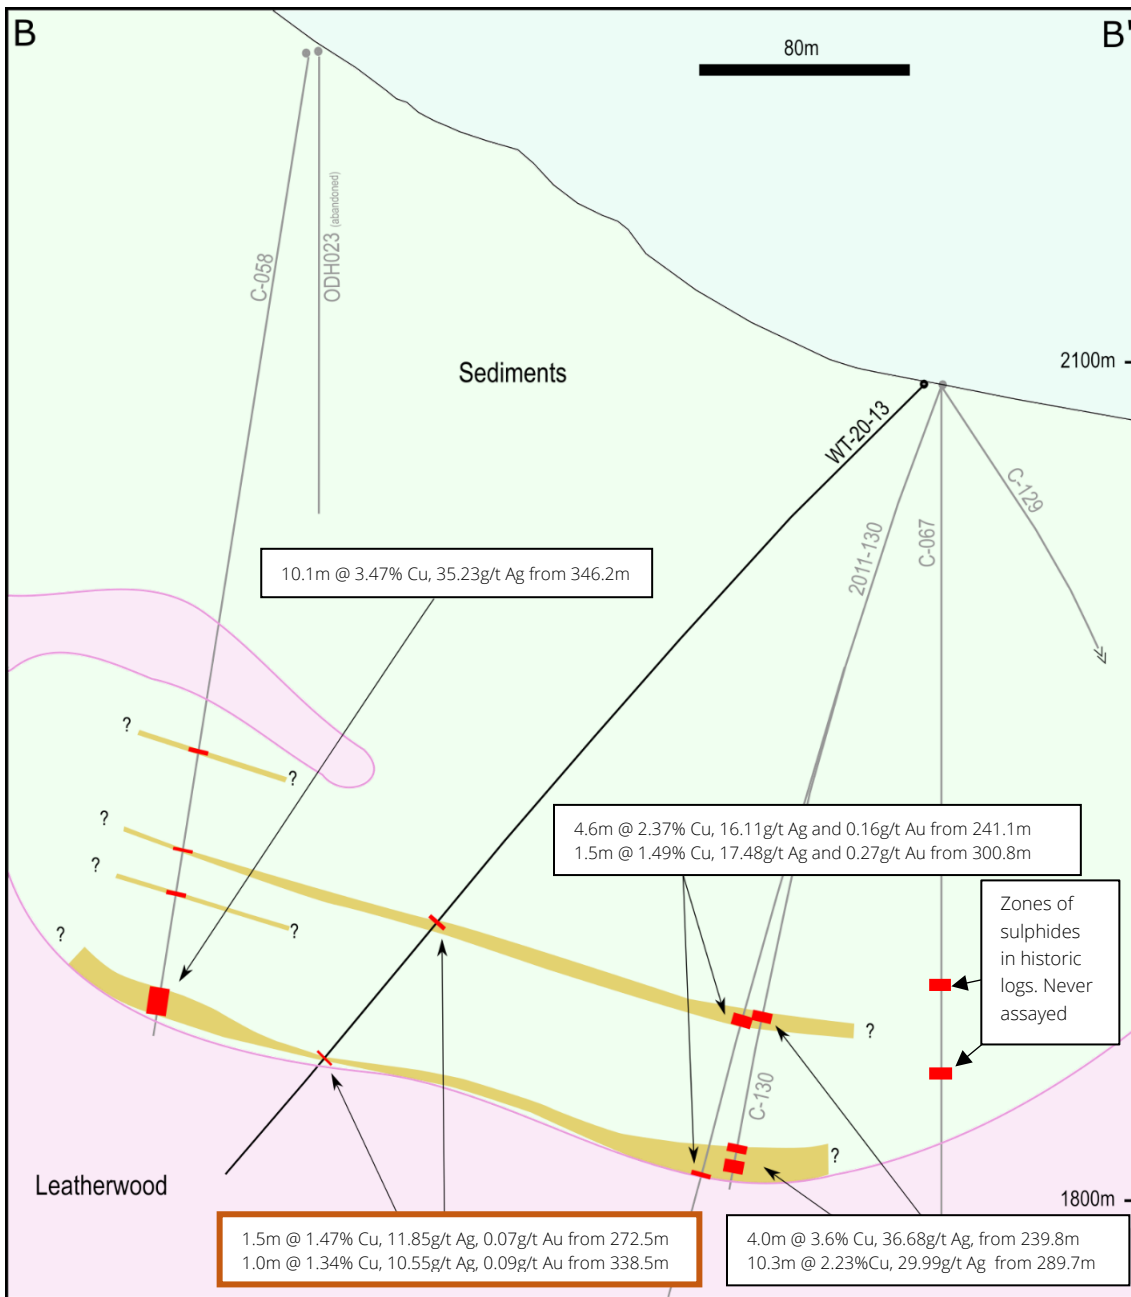 B
B'
80m
ODH023 (abandoned)
C-058
2100m
Sediments
WT-20-13
C-129
2011-130
C-067
10.1m @ 3.47% Cu, 35.23g/t Ag from 346.2m
?
?
?
4.6m @ 2.37% Cu, 16.11g/t Ag and 0.16g/t Au from 241.1m
1.5m @ 1.49% Cu, 17.48g/t Ag and 0.27g/t Au from 300.8m
?
Zones of
sulphides
in historic
logs. Never
assayed
?
?
?
C-130
?
Leatherwood
1800m
1.5m @ 1.47% Cu, 11.85g/t Ag, 0.07g/t Au from 272.5m
1.0m @ 1.34% Cu, 10.55g/t Ag, 0.09g/t Au from 338.5m
4.0m @ 3.6% Cu, 36.68g/t Ag, from 239.8m
10.3m @ 2.23%Cu, 29.99g/t Ag from 289.7m